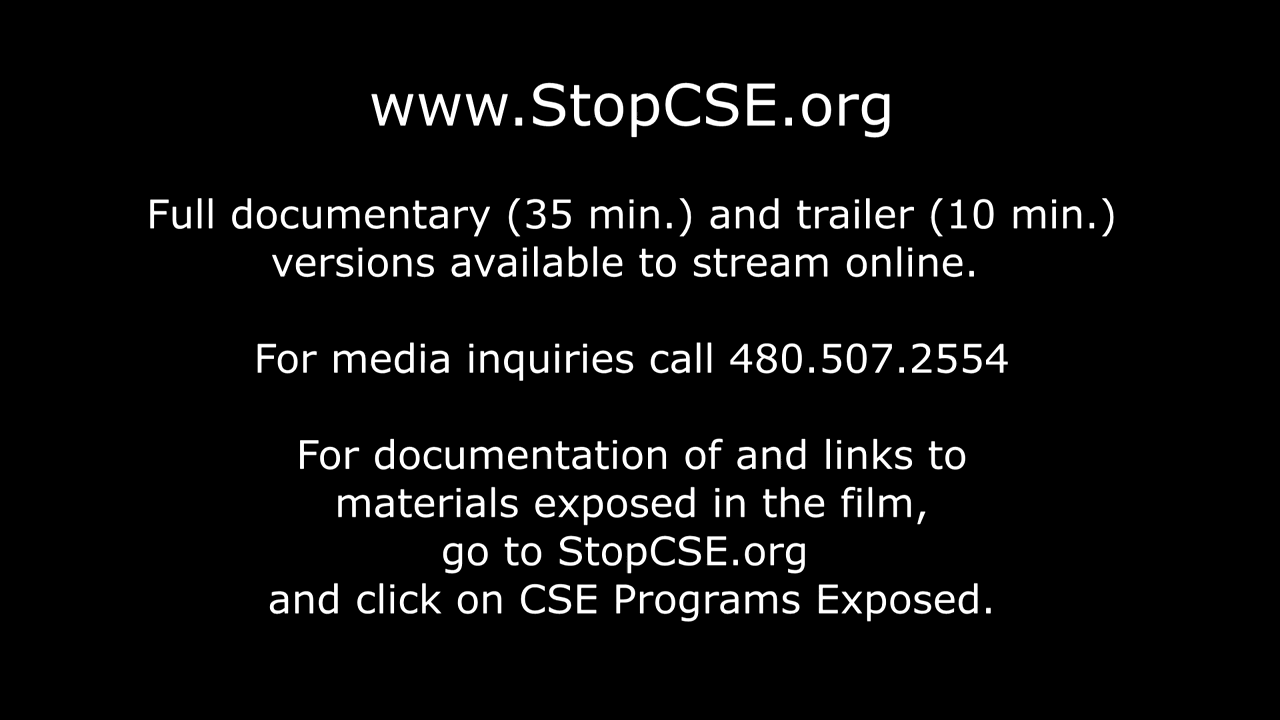 www.StopCSE.org
Full documentary (35 min.) and trailer (10 min.)
versions available to stream online.
For media inquiries call 480.507.2554
For documentation of and links to
materials exposed in the film,
go to StopCSE.org
and click on CSE Programs Exposed.